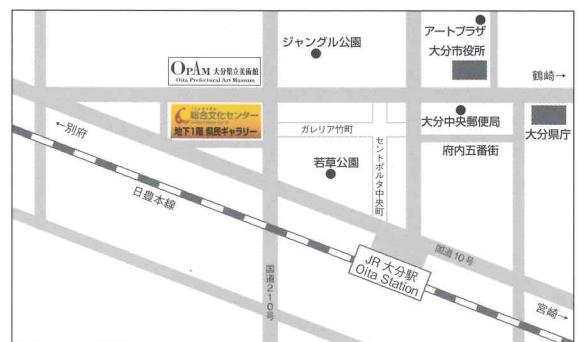 アートプラザ
ジャングル公園
大分市役所
OPAM 大分県立美術館
Oita Prefectural Art Museum
鶴崎→
総合文化センター
地下1階 県民ギャラリー
←別府
ガレリア竹町
大分中央郵便局
大分県庁
府内五番街
セントポルタ中央町
若草公園
日豊本線
国道10号
JR 大分駅
Oita Station
国道210号
宮崎→